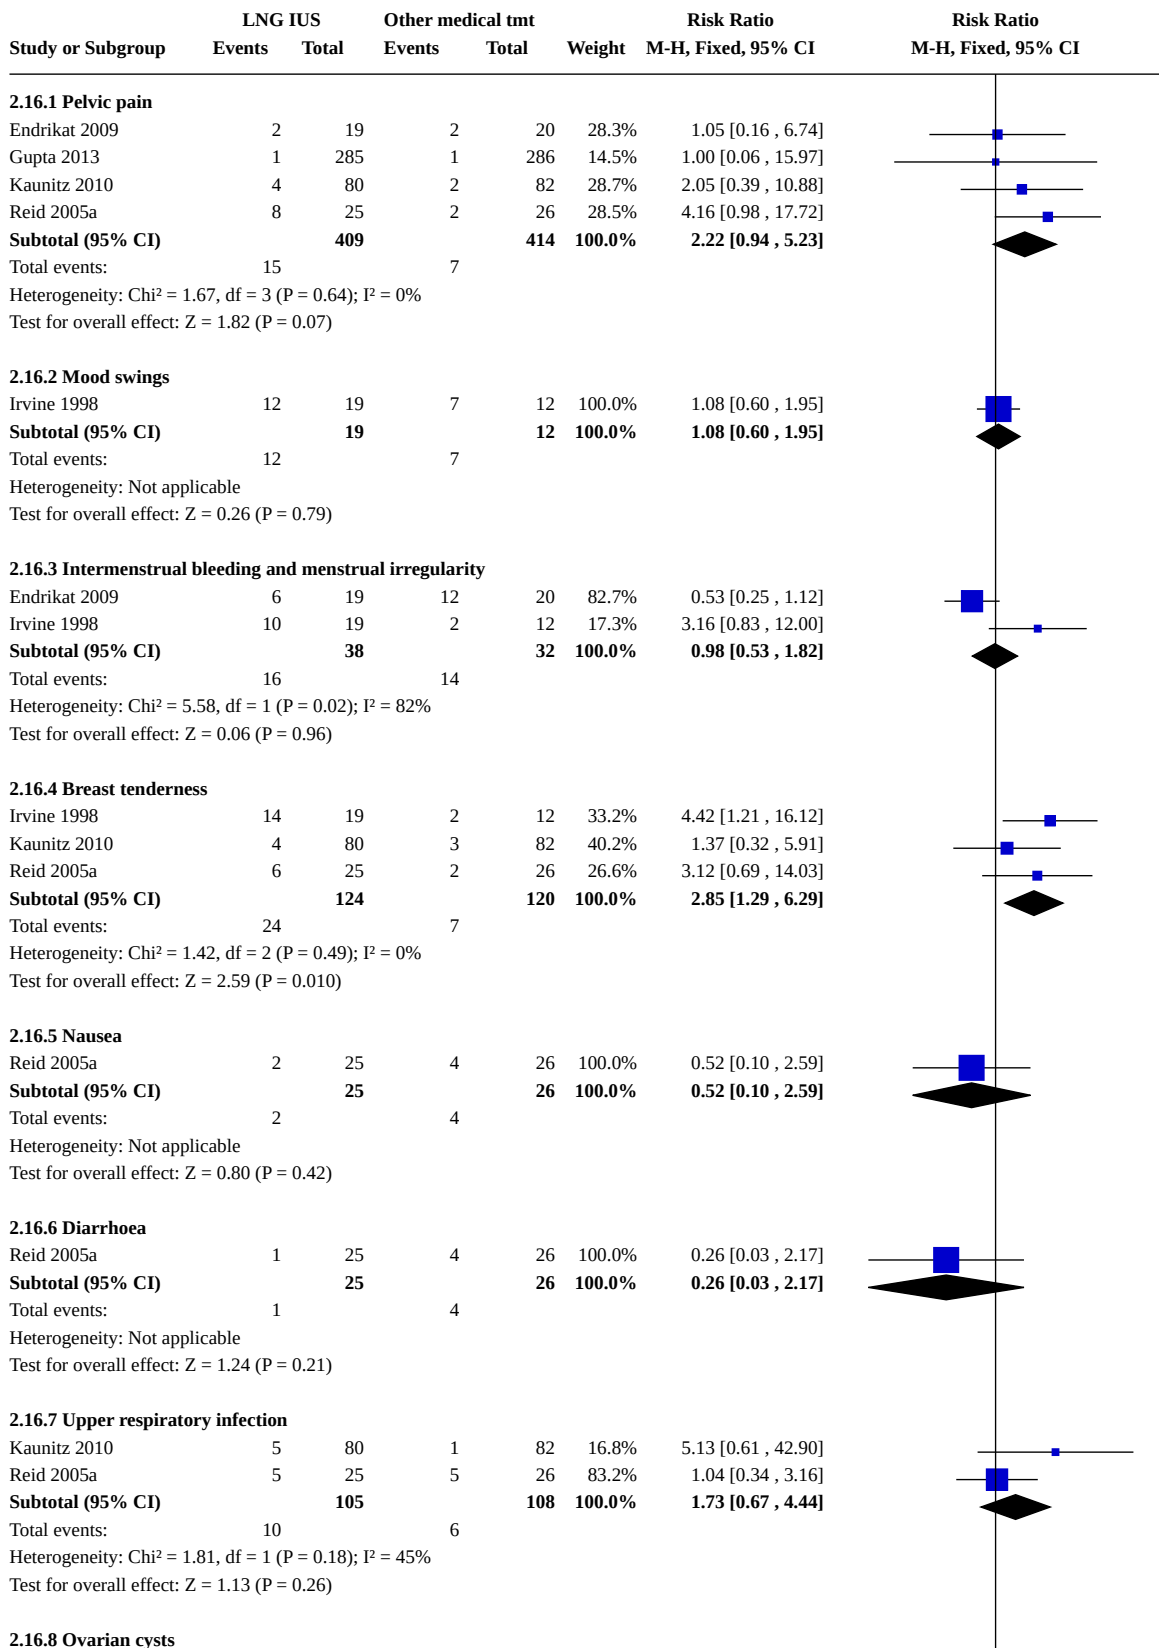 LNG IUS Other medical tmt Risk Ratio Risk Ratio
Study or Subgroup Events Total Events Total Weight M-H, Fixed, 95% CI M-H, Fixed, 95% CI
2.16.1 Pelvic pain
Endrikat 2009 2 19 2 20 28.3% 1.05 [0.16 , 6.74]
Gupta 2013 1 285 1 286 14.5% 1.00 [0.06 , 15.97]
Kaunitz 2010 4 80 2 82 28.7% 2.05 [0.39 , 10.88]
Reid 2005a 8 25 2 26 28.5% 4.16 [0.98 , 17.72]
Subtotal (95% CI) 409 414 100.0% 2.22 [0.94 , 5.23]
Total events: 15 7
Heterogeneity: Chi² = 1.67, df = 3 (P = 0.64); I² = 0%
Test for overall effect: Z = 1.82 (P = 0.07)
2.16.2 Mood swings
Irvine 1998 12 19 7 12 100.0% 1.08 [0.60 , 1.95]
Subtotal (95% CI) 19 12 100.0% 1.08 [0.60 , 1.95]
Total events: 12 7
Heterogeneity: Not applicable
Test for overall effect: Z = 0.26 (P = 0.79)
2.16.3 Intermenstrual bleeding and menstrual irregularity
Endrikat 2009 6 19 12 20 82.7% 0.53 [0.25 , 1.12]
Irvine 1998 10 19 2 12 17.3% 3.16 [0.83 , 12.00]
Subtotal (95% CI) 38 32 100.0% 0.98 [0.53 , 1.82]
Total events: 16 14
Heterogeneity: Chi² = 5.58, df = 1 (P = 0.02); I² = 82%
Test for overall effect: Z = 0.06 (P = 0.96)
2.16.4 Breast tenderness
Irvine 1998 14 19 2 12 33.2% 4.42 [1.21 , 16.12]
Kaunitz 2010 4 80 3 82 40.2% 1.37 [0.32 , 5.91]
Reid 2005a 6 25 2 26 26.6% 3.12 [0.69 , 14.03]
Subtotal (95% CI) 124 120 100.0% 2.85 [1.29 , 6.29]
Total events: 24 7
Heterogeneity: Chi² = 1.42, df = 2 (P = 0.49); I² = 0%
Test for overall effect: Z = 2.59 (P = 0.010)
2.16.5 Nausea
Reid 2005a 2 25 4 26 100.0% 0.52 [0.10 , 2.59]
Subtotal (95% CI) 25 26 100.0% 0.52 [0.10 , 2.59]
Total events: 2 4
Heterogeneity: Not applicable
Test for overall effect: Z = 0.80 (P = 0.42)
2.16.6 Diarrhoea
Reid 2005a 1 25 4 26 100.0% 0.26 [0.03 , 2.17]
Subtotal (95% CI) 25 26 100.0% 0.26 [0.03 , 2.17]
Total events: 1 4
Heterogeneity: Not applicable
Test for overall effect: Z = 1.24 (P = 0.21)
2.16.7 Upper respiratory infection
Kaunitz 2010 5 80 1 82 16.8% 5.13 [0.61 , 42.90]
Reid 2005a 5 25 5 26 83.2% 1.04 [0.34 , 3.16]
Subtotal (95% CI) 105 108 100.0% 1.73 [0.67 , 4.44]
Total events: 10 6
Heterogeneity: Chi² = 1.81, df = 1 (P = 0.18); I² = 45%
Test for overall effect: Z = 1.13 (P = 0.26)
2.16.8 Ovarian cysts